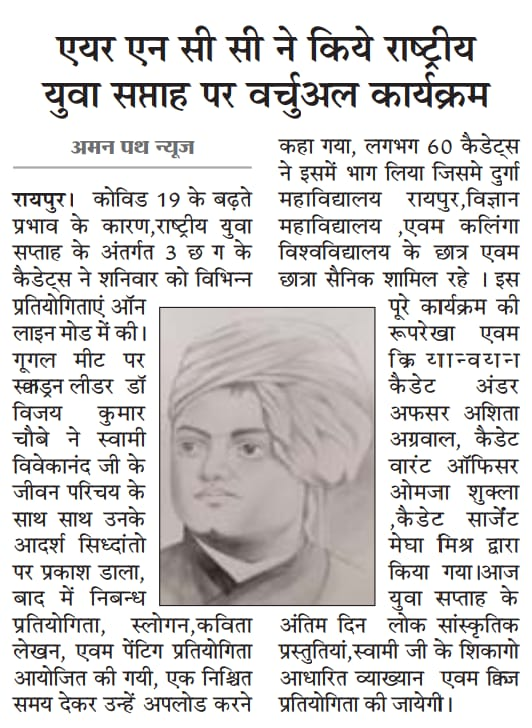 एयर एन सी सी ने किये राष्ट्रीय
युवा सप्ताह पर वर्चुअल कार्यक्रम
अमन पथ न्यूज
रायपुर। कोविड 19 के बढ़ते
प्रभाव के कारण,राष्ट्रीय युवा
सप्ताह के अंतर्गत 3 छ ग के
कैडेट्स ने शनिवार को विभिन्न
प्रतियोगिताएं ऑन
लाइन मोड में की।
गूगल मीट पर
स्क्वाड्रन लीडर डॉ
विजय कुमार
चौबे ने स्वामी
विवेकानंद जी के
जीवन परिचय के
साथ साथ उनके
आदर्श सिध्दांतो
पर प्रकाश डाला,
बाद में निबन्ध
प्रतियोगिता, स्लोगन,कविता
लेखन, एवम पेंटिग प्रतियोगिता
आयोजित की गयी, एक निश्चित
समय देकर उन्हें अपलोड करने
कहा गया, लगभग 60 कैडेट्स
ने इसमें भाग लिया जिसमे दुर्गा
महाविद्यालय रायपुर,विज्ञान
महाविद्यालय ,एवम कलिंगा
विश्वविद्यालय के छात्र एवम
छात्रा सैनिक शामिल रहे । इस
पूरे कार्यक्रम की
रूपरेखा एवम
क्रियान्वयन
कैडेट अंडर
अफसर अशिता
अग्रवाल, कैडेट
वारंट ऑफिसर
ओमजा शुक्ला
,कैडेट सार्जेंट
मेघा मिश्र द्वारा
किया गया।आज
युवा सप्ताह के
अंतिम दिन लोक सांस्कृतिक
प्रस्तुतियां,स्वामी जी के शिकागो
आधारित व्याख्यान एवम क्विज
प्रतियोगिता की जायेगी।